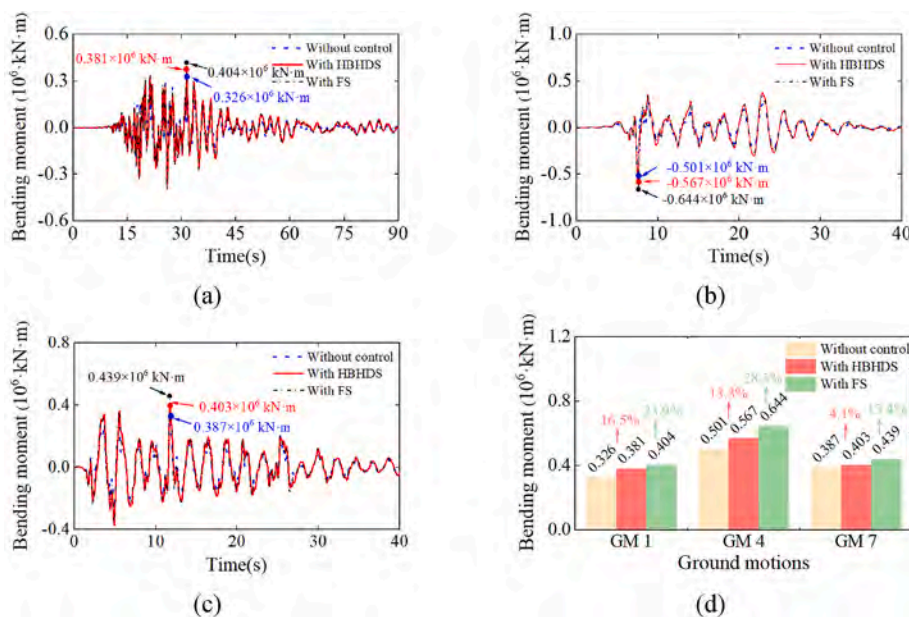 0.6
0.3
0.0
-0.3
-0.6
Bending moment (10⁶·kN·m)
0.381×10⁶ kN·m
Without control
With HBHDS
With FS
0.404×10⁶ kN·m
0.326×10⁶ kN·m
0 15 30 45 60 75 90
Time(s)
(a)
1.0
0.5
0.0
-0.5
-1.0
Bending moment (10⁶·kN·m)
Without control
With HBHDS
With FS
-0.501×10⁶ kN·m
-0.567×10⁶ kN·m
-0.644×10⁶ kN·m
0 10 20 30 40
Time(s)
(b)
0.8
0.4
0.0
-0.4
Bending moment (10⁶·kN·m)
Without control
With HBHDS
With FS
0.439×10⁶ kN·m
0.403×10⁶ kN·m
0.387×10⁶ kN·m
0 10 20 30 40
Time(s)
(c)
1.2
0.8
0.4
0.0
Bending moment (10⁶·kN·m)
Without control
With HBHDS
With FS
16.5%
0.326
0.381
0.404
0.501
0.567
0.644
4.1%
0.387
0.403
0.439
GM 1 GM 4 GM 7
Ground motions
(d)